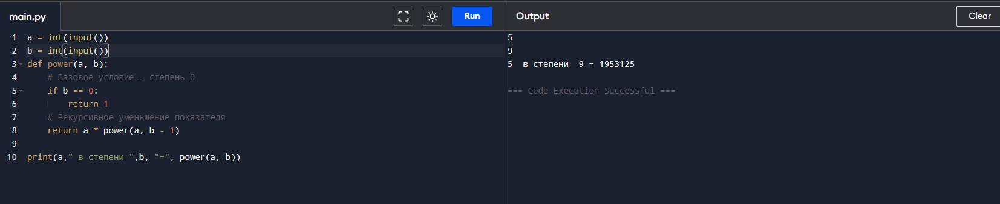 main.py
Run
Output
Clear
1 a = int(input())
2 b = int(input())
3 def power(a, b):
4     # Базовое условие — степень 0
5     if b == 0:
6         return 1
7     # Рекурсивное уменьшение показателя
8     return a * power(a, b - 1)
9
10 print(a," в степени ",b, "=", power(a, b))
5
9
5  в степени  9 = 1953125
=== Code Execution Successful ===